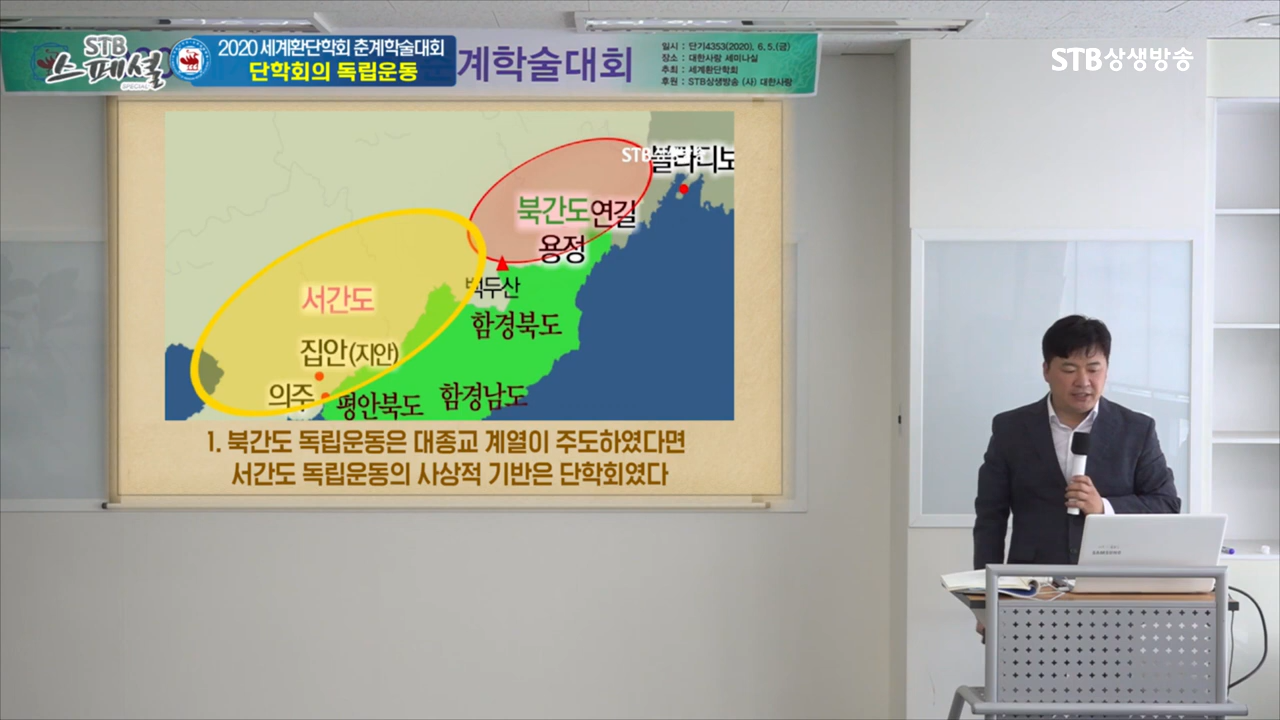 STB
스페셜
SPECIAL
2020 세계환단학회 춘계학술대회
단학회의 독립운동
계학술대회
일시 : 단기4353(2020). 6. 5.(금)
장소 : 대한사랑 세미나실
주최 : 세계환단학회
후원 : STB상생방송 (사) 대한사랑
STB상생방송
블라디보
북간도 연길
용정
백두산
서간도
함경북도
집안(지안)
의주
평안북도
함경남도
1. 북간도 독립운동은 대종교 계열이 주도하였다면
서간도 독립운동의 사상적 기반은 단학회였다